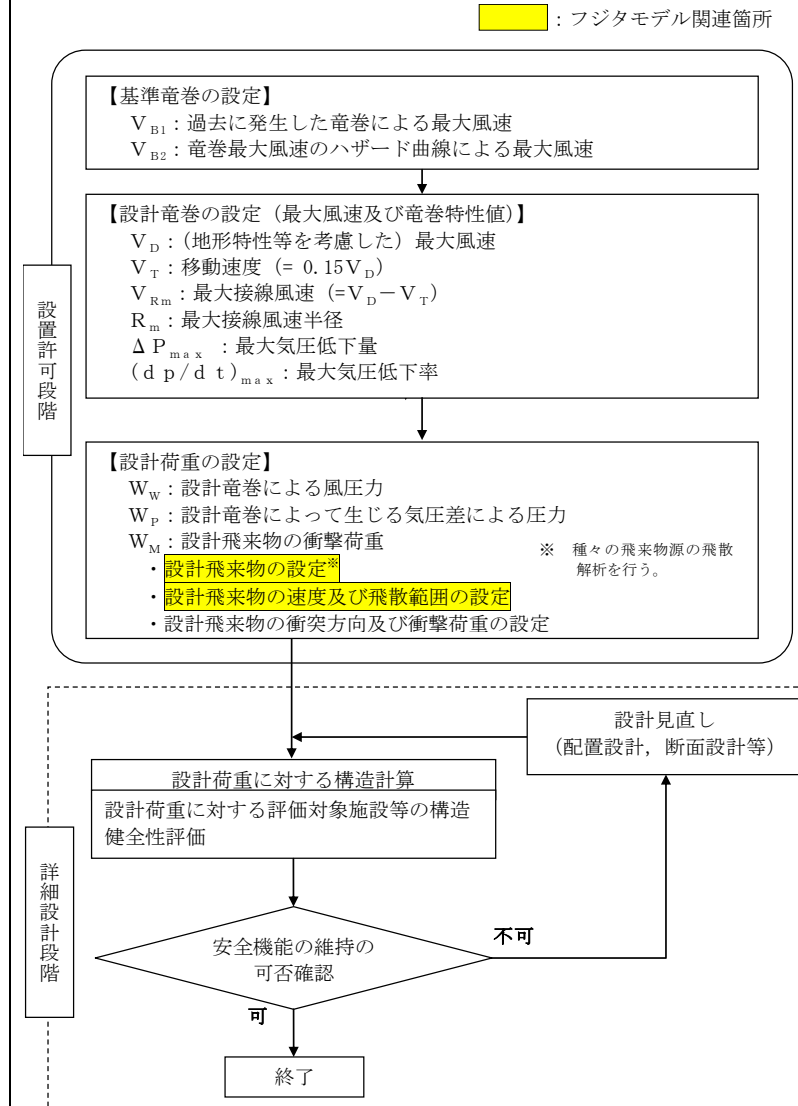 ：フジタモデル関連箇所
【基準竜巻の設定】
V_B1：過去に発生した竜巻による最大風速
V_B2：竜巻最大風速のハザード曲線による最大風速
【設計竜巻の設定（最大風速及び竜巻特性値）】
V_D：（地形特性等を考慮した）最大風速
V_T：移動速度（= 0.15V_D）
V_Rm：最大接線風速（=V_D－V_T）
R_m：最大接線風速半径
ΔP_max ：最大気圧低下量
(dp/dt)_max：最大気圧低下率
設置許可段階
【設計荷重の設定】
W_W：設計竜巻による風圧力
W_P：設計竜巻によって生じる気圧差による圧力
W_M：設計飛来物の衝撃荷重
・設計飛来物の設定※
・設計飛来物の速度及び飛散範囲の設定
・設計飛来物の衝突方向及び衝撃荷重の設定
※ 種々の飛来物源の飛散
解析を行う。
設計見直し
（配置設計，断面設計等）
設計荷重に対する構造計算
設計荷重に対する評価対象施設等の構造
健全性評価
詳細設計段階
安全機能の維持の
可否確認
不可
可
終了